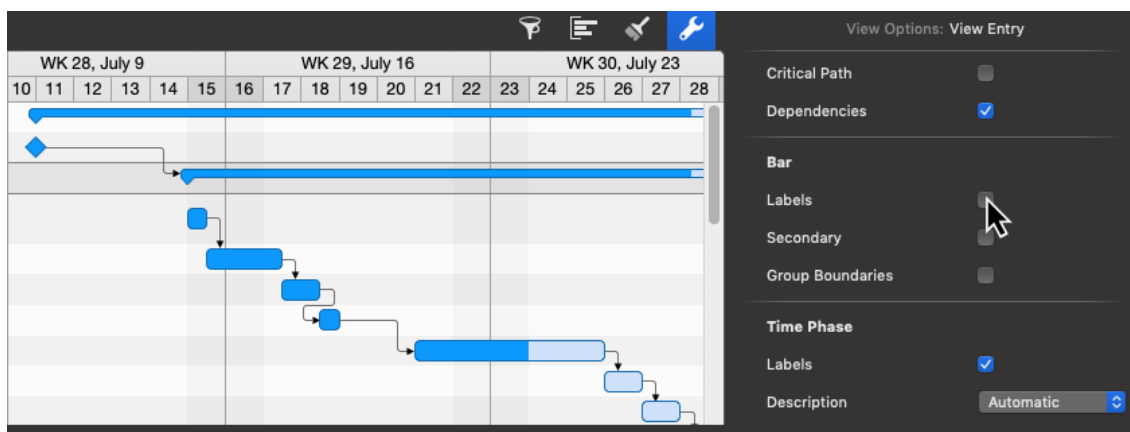 View Options: View Entry
WK 28, July 9 WK 29, July 16 WK 30, July 23
10 11 12 13 14 15 16 17 18 19 20 21 22 23 24 25 26 27 28
Critical Path
Dependencies
Bar
Labels
Secondary
Group Boundaries
Time Phase
Labels
Description Automatic